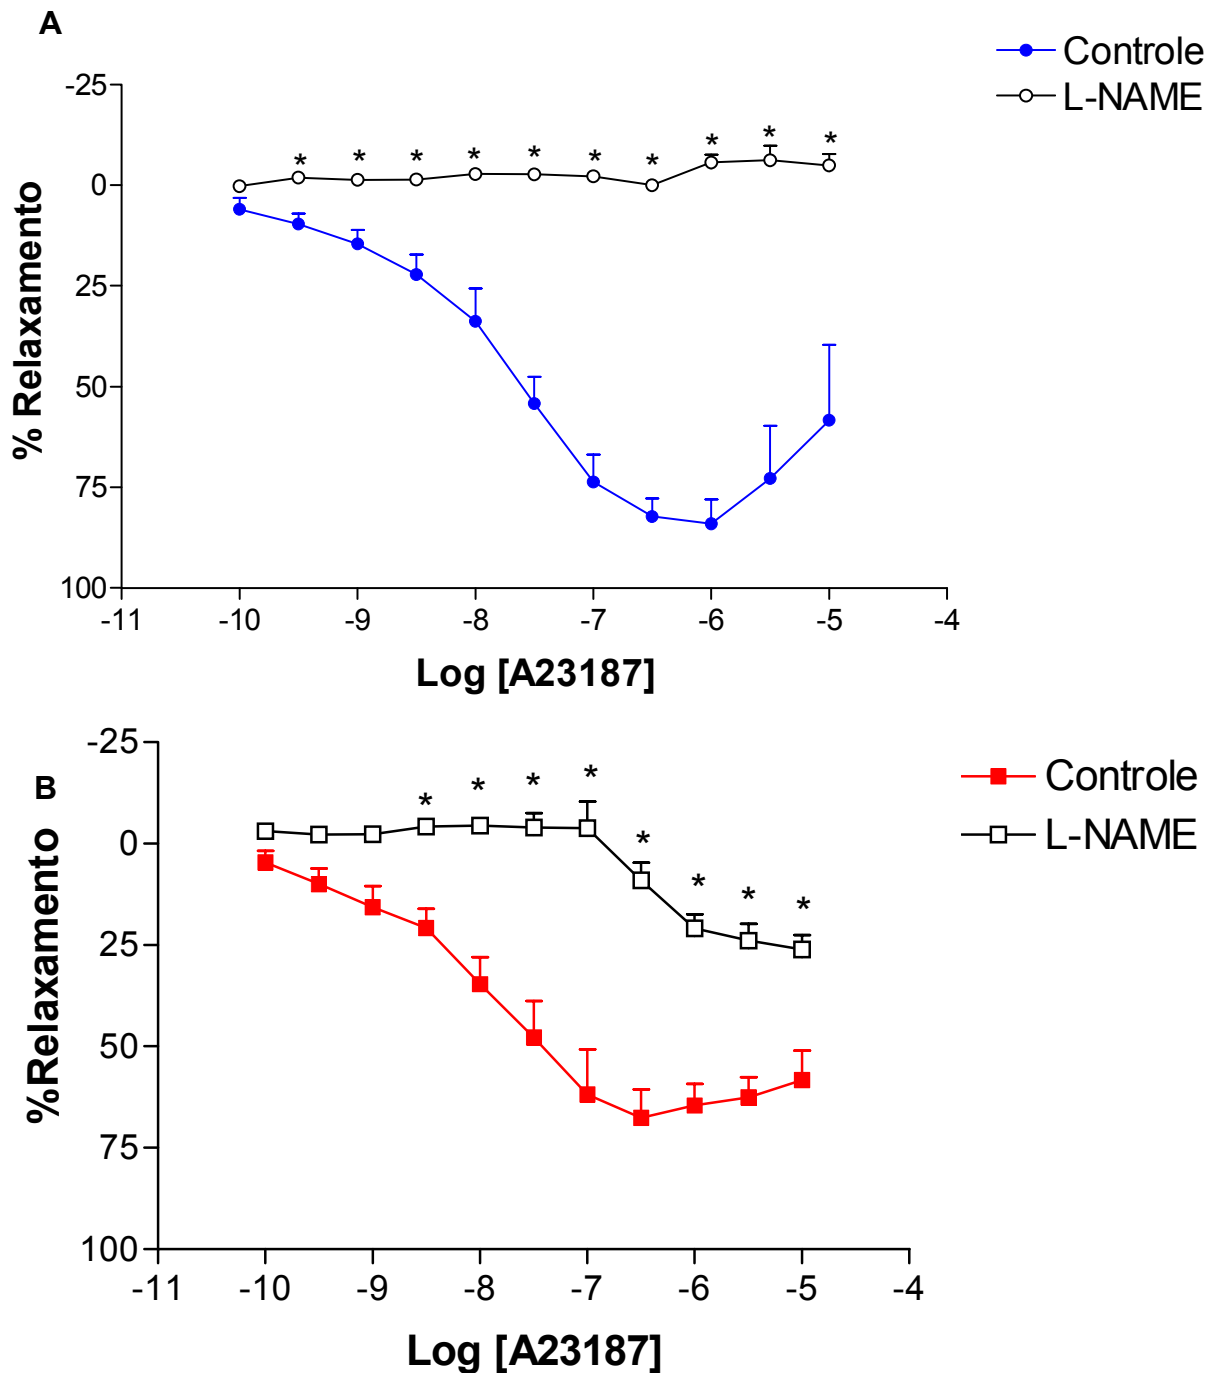 A
Controle
L-NAME
-25
* * * * * * * * * *
0
25
50
75
100
% Relaxamento
-11 -10 -9 -8 -7 -6 -5 -4
Log [A23187]
B
Controle
L-NAME
-25
* * * * * * * *
0
25
50
75
100
%Relaxamento
-11 -10 -9 -8 -7 -6 -5 -4
Log [A23187]